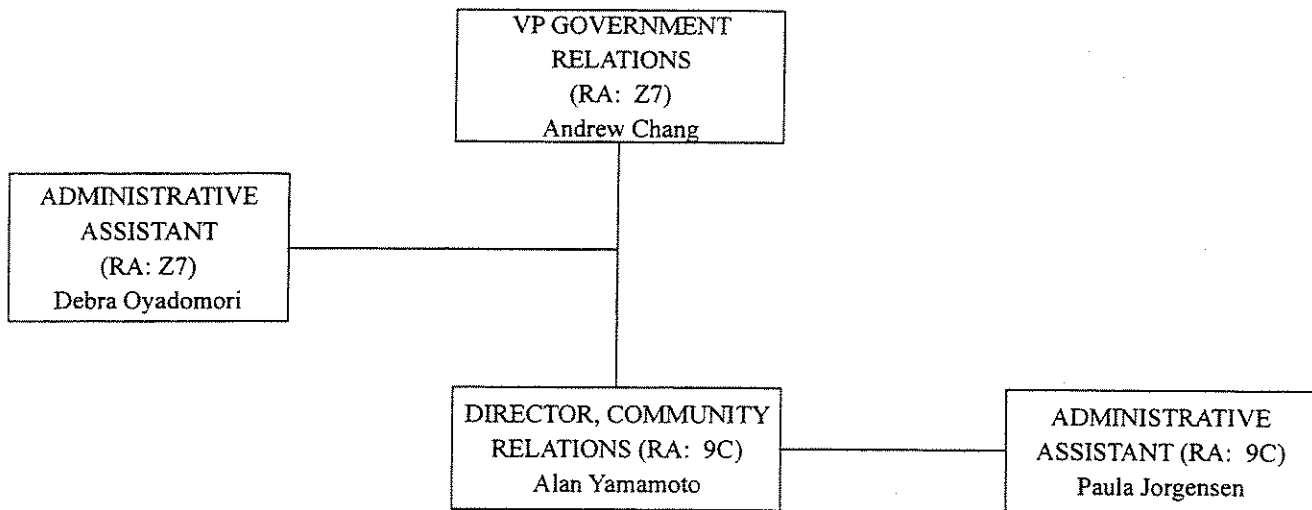 VP GOVERNMENT
RELATIONS
(RA: Z7)
Andrew Chang
ADMINISTRATIVE
ASSISTANT
(RA: Z7)
Debra Oyadomori
DIRECTOR, COMMUNITY
RELATIONS (RA: 9C)
Alan Yamamoto
ADMINISTRATIVE
ASSISTANT (RA: 9C)
Paula Jorgensen